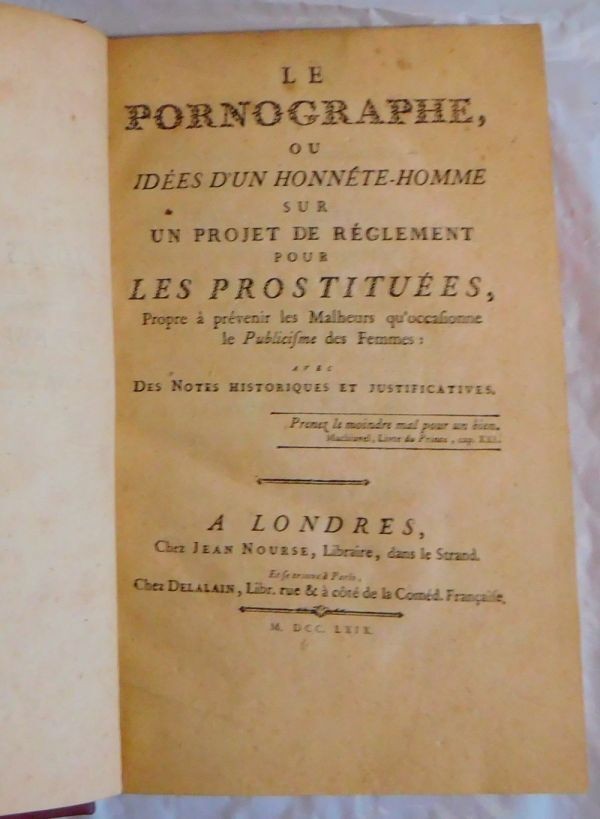 LE
PORNOGRAPHE,
OU
IDÉES D'UN HONNÊTE-HOMME
SUR
UN PROJET DE RÉGLEMENT
POUR
LES PROSTITUÉES,
Propre à prévenir les Malheurs qu'occaſionne
le Publiciſme des Femmes:
AVEC
DES NOTES HISTORIQUES ET JUSTIFICATIVES.
Prenez le moindre mal pour un bien.
Machiavel, Livre du Prince, cap. XXI.
A LONDRES,
Chez JEAN NOURSE, Libraire, dans le Strand.
Et ſe trouve à Paris,
Chez DELALAIN, Libr. rue & à côté de la Coméd. Françaiſe.
M. DCC. LXIX.